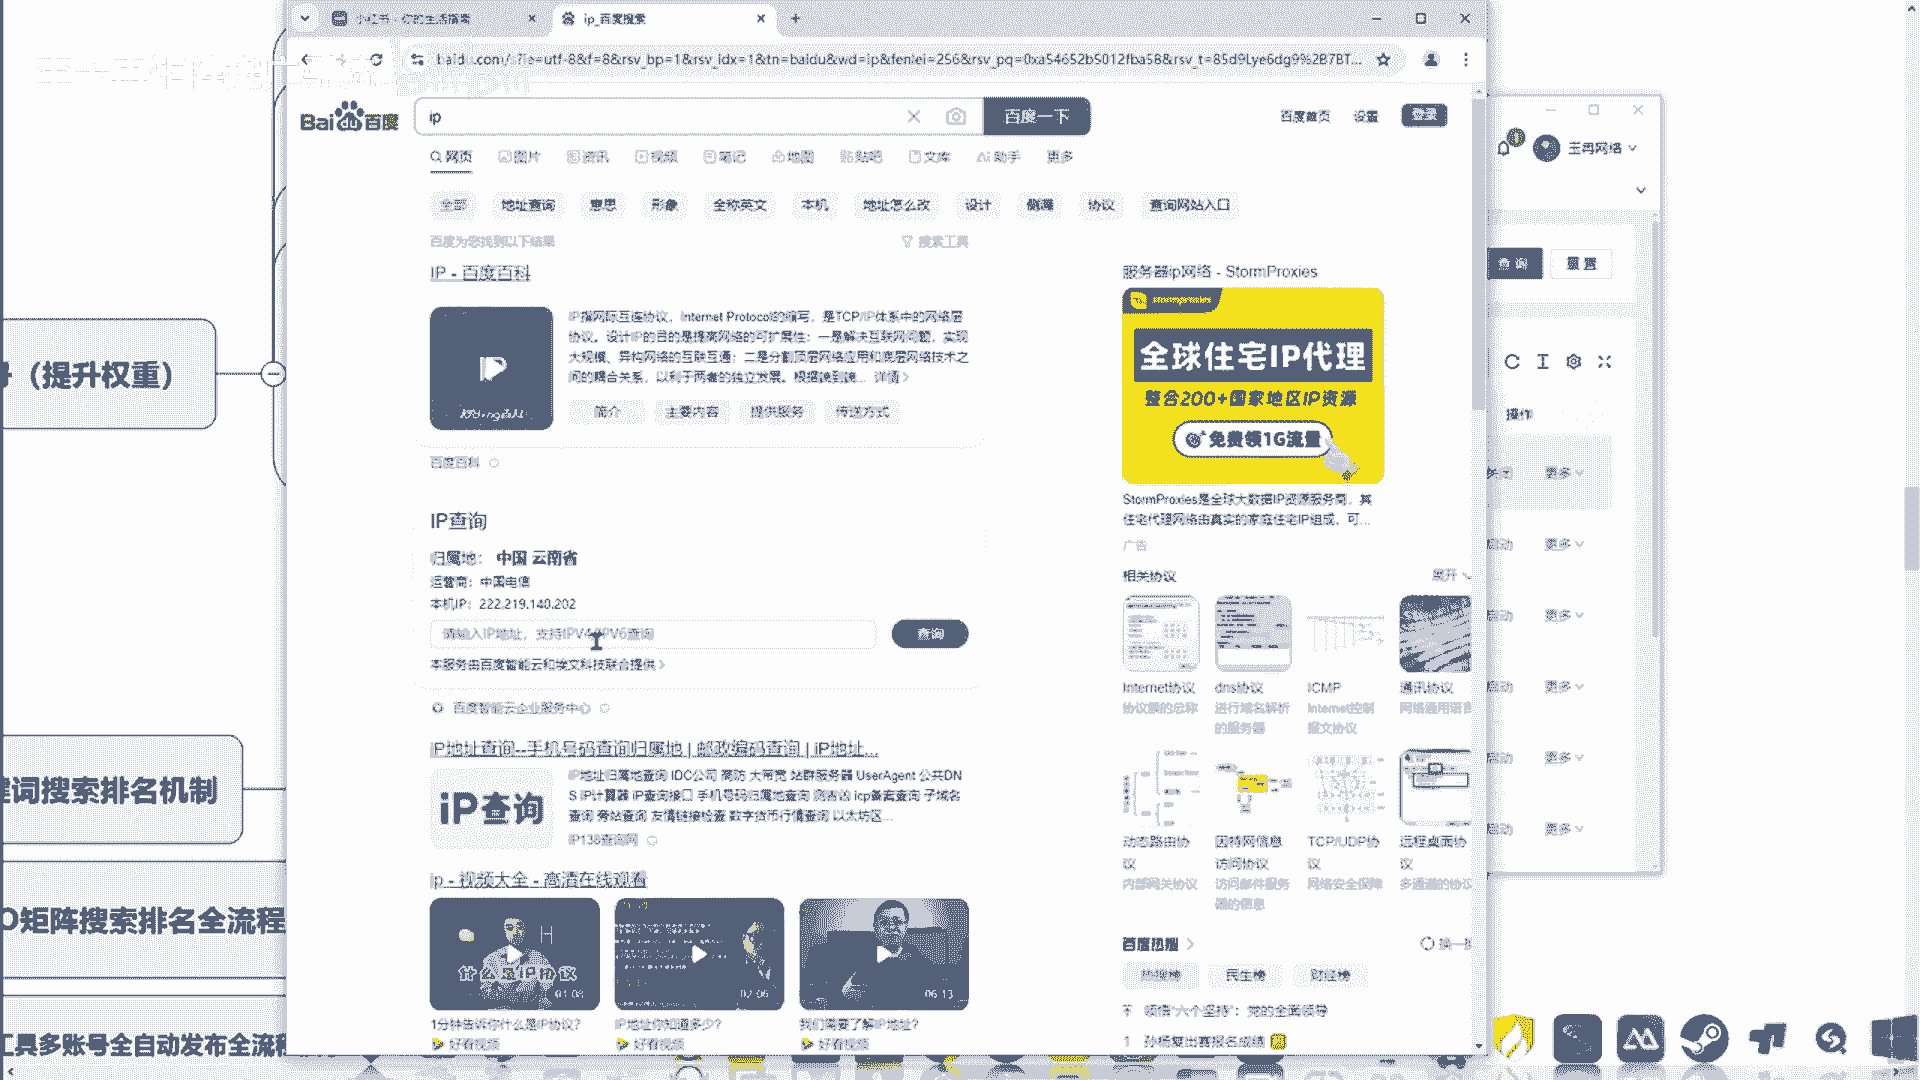 小红书 - 你的生活指南
ip_百度搜索
baidu.com/s?ie=utf-8&f=8&rsv_bp=1&rsv_idx=1&tn=baidu&wd=ip&fenlei=256&rsv_pq=0xa54652b5012fba58&rsv_t=85d9Lye6dg9%2B7BT...
Bai du 百度
ip
百度一下
百度首页 设置 登录
网页 图片 资讯 视频 笔记 地图 贴吧 文库 助手 更多
全部 地址查询 意思 形象 全称英文 本机 地址怎么改 设计 侧漏 协议 查询网站入口
百度为您找到以下结果
搜索工具
IP - 百度百科
IP指网际互连协议，Internet Protocol的缩写，是TCP/IP体系中的网络层
协议。设计IP的目的是提高网络的可扩展性：一是解决互联网问题，实现
大规模、异构网络的互联互通；二是分割顶层网络应用和底层网络技术之
间的耦合关系，以利于两者的独立发展。根据端到端... 详情
简介 主要内容 提供服务 传送方式
百度百科
IP查询
归属地： 中国 云南省
运营商：中国电信
本机IP：222.219.140.202
请输入IP地址，支持IPV4/IPV6查询
查询
本服务由百度智能云和埃文科技联合提供
百度智能云企业服务中心
iP地址查询--手机号码查询归属地 | 邮政编码查询 | iP地址...
iP查询
iP地址归属地查询 IDC公司 高防 大带宽 站群服务器 UserAgent 公共DN
S iP计算器 iP查询接口 手机号码归属地查询 icp备案查询 子域名
查询 旁站查询 友情链接检查 数字货币行情查询 以太坊区...
IP138查询网
ip - 视频大全 - 高清在线观看
什么是IP协议
01:08
02:06
06:13
1分钟告诉你什么是IP协议？
IP地址你知道多少？
我们需要了解IP地址？
好看视频
好看视频
好看视频
服务器ip网络 - StormProxies
stormproxies
全球住宅IP代理
整合200+国家地区IP资源
免费领1G流量
StormProxies是全球大数据IP资源服务商，其
住宅代理网络由真实的家庭住宅IP组成，可...
广告
相关协议
展开
Internet协议
协议簇的总称
dns协议
进行域名解析
的服务器
ICMP
Internet控制
报文协议
通讯协议
网络通用语言
动态路由协
议
内部网关协议
因特网信息
访问协议
访问邮件服务
器的信息
TCP/UDP协
议
网络安全保障
远程桌面协
议
多通道的协议
百度热搜
换一
热搜榜 民生榜 财经榜
领悟“六个坚持”：党的全面领导
1 孙杨复出赛报名成绩 热
（提升权重）
词搜索排名机制
O矩阵搜索排名全流程
工具多账号全自动发布全流程
王冉网络
查询
重置
操作
更多
启动 更多
启动 更多
启动 更多
启动 更多
启动 更多